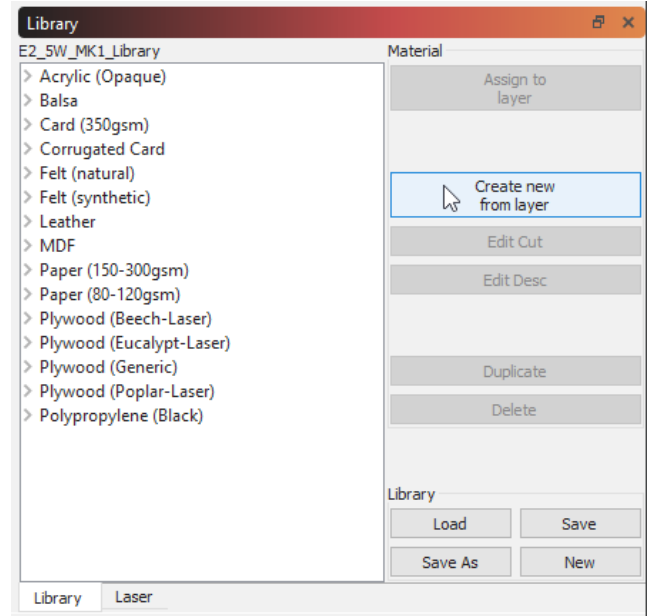 Library
E2_5W_MK1_Library
Acrylic (Opaque)
Balsa
Card (350gsm)
Corrugated Card
Felt (natural)
Felt (synthetic)
Leather
MDF
Paper (150-300gsm)
Paper (80-120gsm)
Plywood (Beech-Laser)
Plywood (Eucalypt-Laser)
Plywood (Generic)
Plywood (Poplar-Laser)
Polypropylene (Black)
Material
Assign to
layer
Create new
from layer
Edit Cut
Edit Desc
Duplicate
Delete
Library
Load Save
Save As New
Library Laser